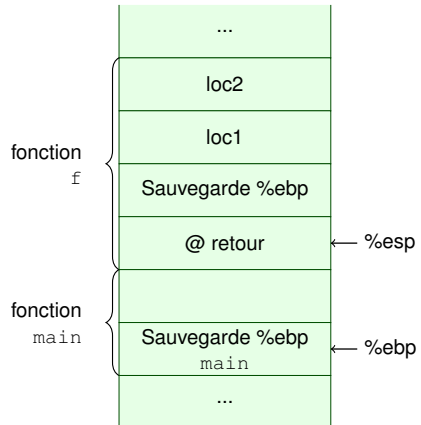 ...
loc2
loc1
fonction
f
Sauvegarde %ebp
@ retour
%esp
fonction
main
Sauvegarde %ebp
main
%ebp
...